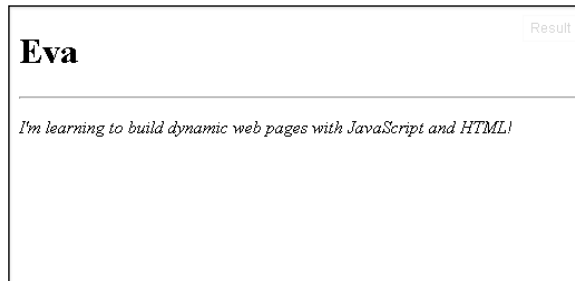 Result
Eva
I'm learning to build dynamic web pages with JavaScript and HTML!